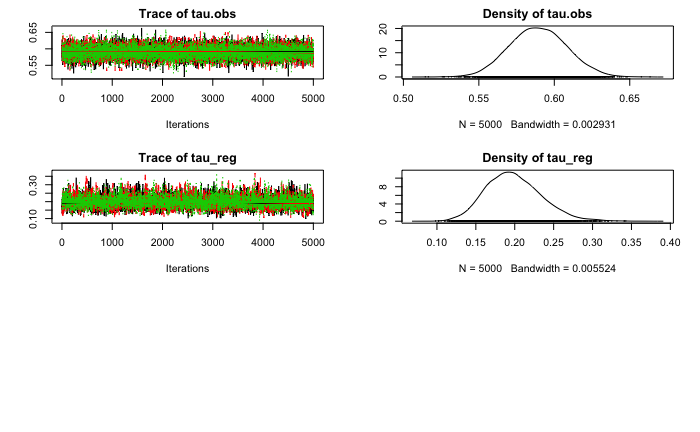 Trace of tau.obs
0.55 0.65
0 1000 2000 3000 4000 5000
Iterations
Density of tau.obs
0 10 20
0.50 0.55 0.60 0.65
N = 5000 Bandwidth = 0.002931
Trace of tau_reg
0.10 0.30
0 1000 2000 3000 4000 5000
Iterations
Density of tau_reg
0 4 8
0.10 0.15 0.20 0.25 0.30 0.35 0.40
N = 5000 Bandwidth = 0.005524